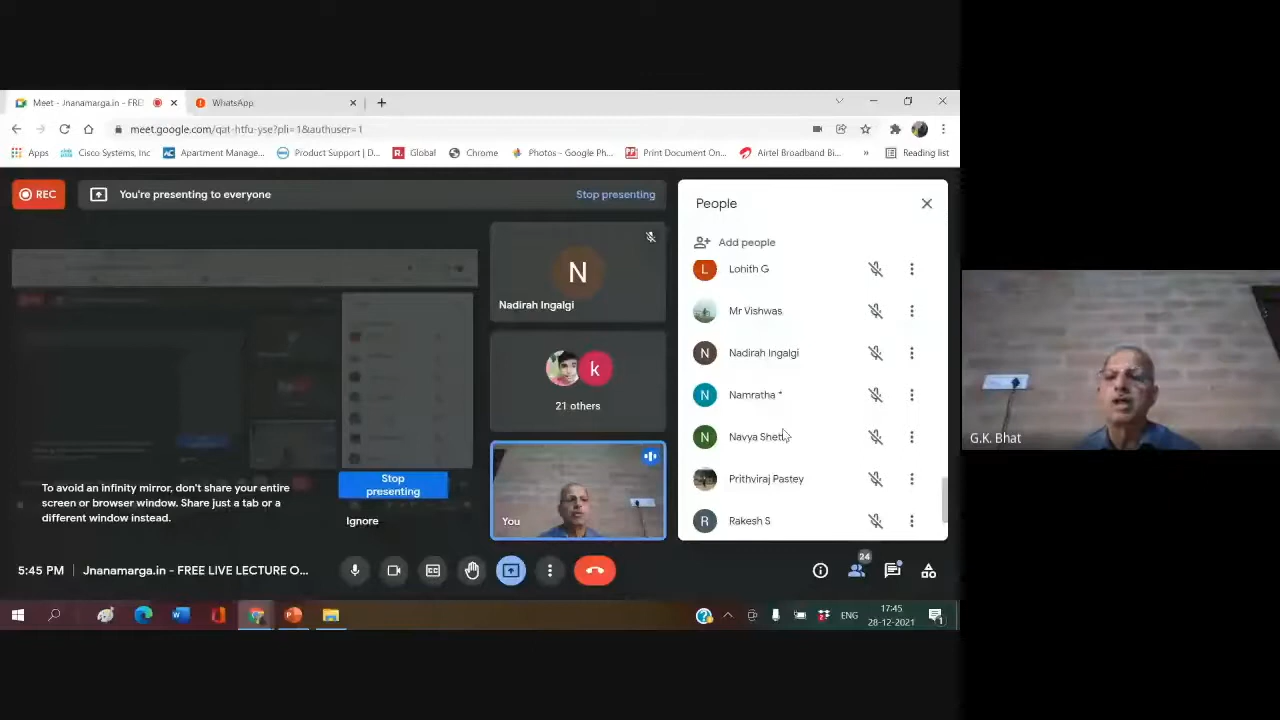 Meet - Jnanamarga.in - FRE
WhatsApp
meet.google.com/qat-htfu-yse?pli=1&authuser=1
Apps
Cisco Systems, Inc
Apartment Manage...
Product Support | D...
Global
Chrome
Photos - Google Ph...
Print Document On...
Airtel Broadband Bi...
»
Reading list
REC
You're presenting to everyone
Stop presenting
To avoid an infinity mirror, don't share your entire
screen or browser window. Share just a tab or a
different window instead.
Stop
presenting
Ignore
N
Nadirah Ingalgi
k
21 others
You
People
Add people
L Lohith G
Mr Vishwas
N Nadirah Ingalgi
N Namratha *
N Navya Shett
Prithviraj Pastey
R Rakesh S
G.K. Bhat
5:45 PM | Jnanamarga.in - FREE LIVE LECTURE O...
24
ENG
17:45
28-12-2021
1